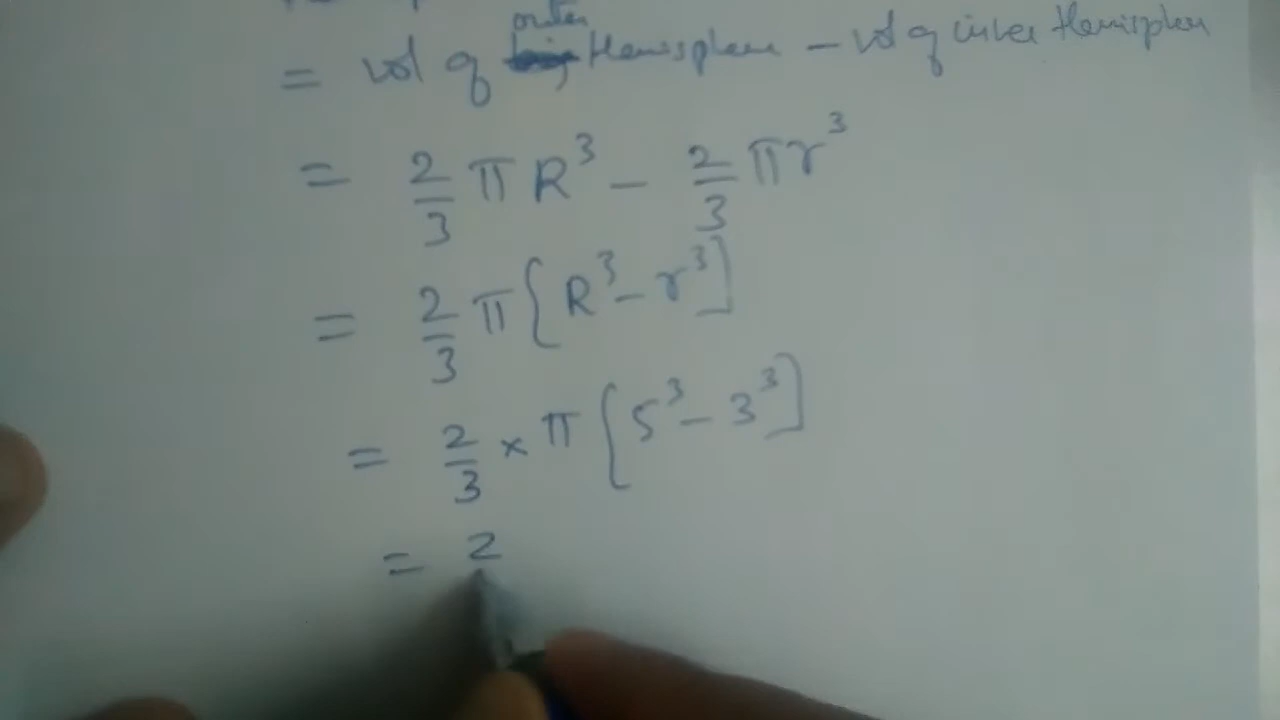 outer
= vol of Hemisphere - vol of inner Hemisphere
= 2/3 π R³ - 2/3 π r³
= 2/3 π [R³ - r³]
= 2/3 × π [5³ - 3³]
= 2